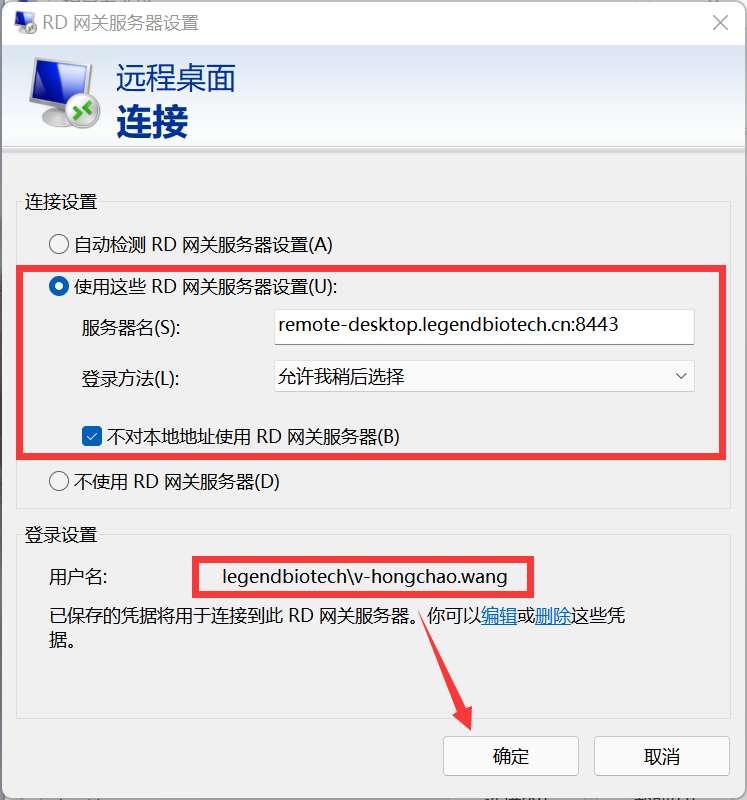 RD 网关服务器设置
远程桌面
连接
连接设置
自动检测 RD 网关服务器设置(A)
使用这些 RD 网关服务器设置(U):
服务器名(S):
remote-desktop.legendbiotech.cn:8443
登录方法(L):
允许我稍后选择
不对本地地址使用 RD 网关服务器(B)
不使用 RD 网关服务器(D)
登录设置
用户名:
legendbiotech\v-hongchao.wang
已保存的凭据将用于连接到此 RD 网关服务器。你可以编辑或删除这些凭
据。
确定
取消